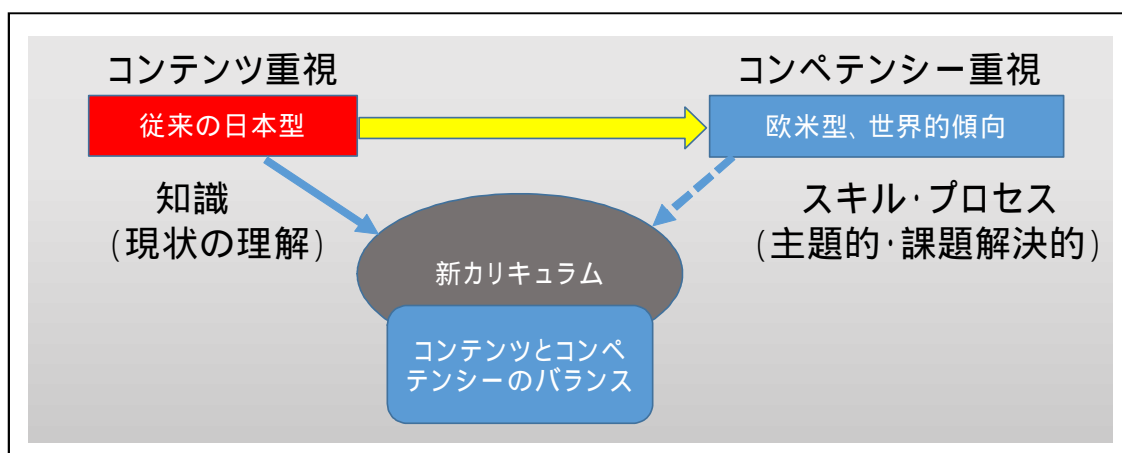 コンテンツ重視
コンペテンシー重視
従来の日本型
欧米型、世界的傾向
知識
(現状の理解)
スキル・プロセス
(主題的・課題解決的)
新カリキュラム
コンテンツとコンペ
テンシーのバランス